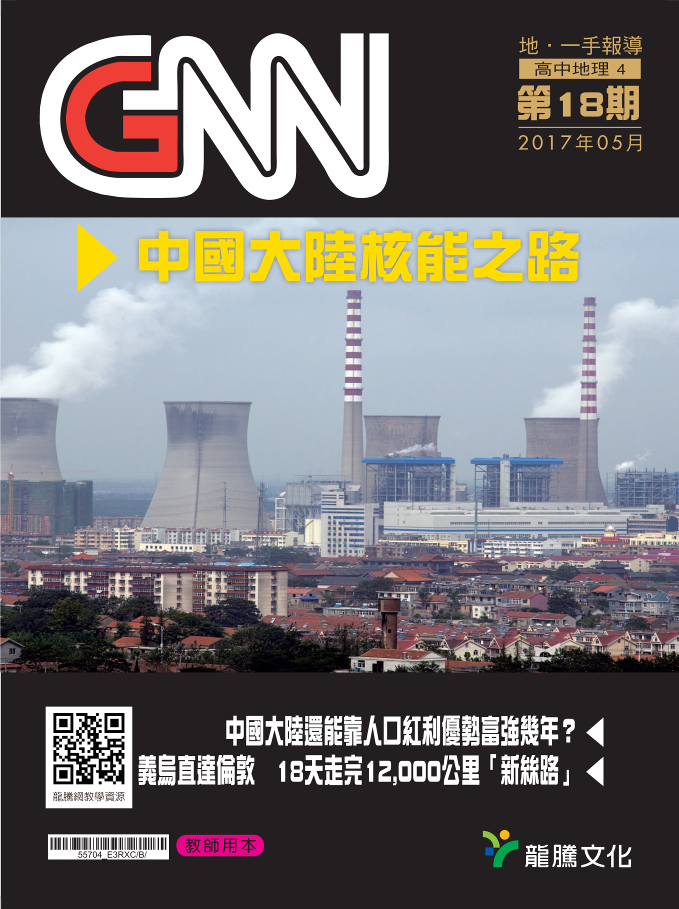 GNN
地．一手報導
高中地理 4
第18期
2017年05月
中國大陸核能之路
中國大陸還能靠人口紅利優勢富強幾年？
義烏直達倫敦 18天走完12,000公里「新絲路」
龍騰網教學資源
55704_E3RXC/B/
教師用本
龍騰文化